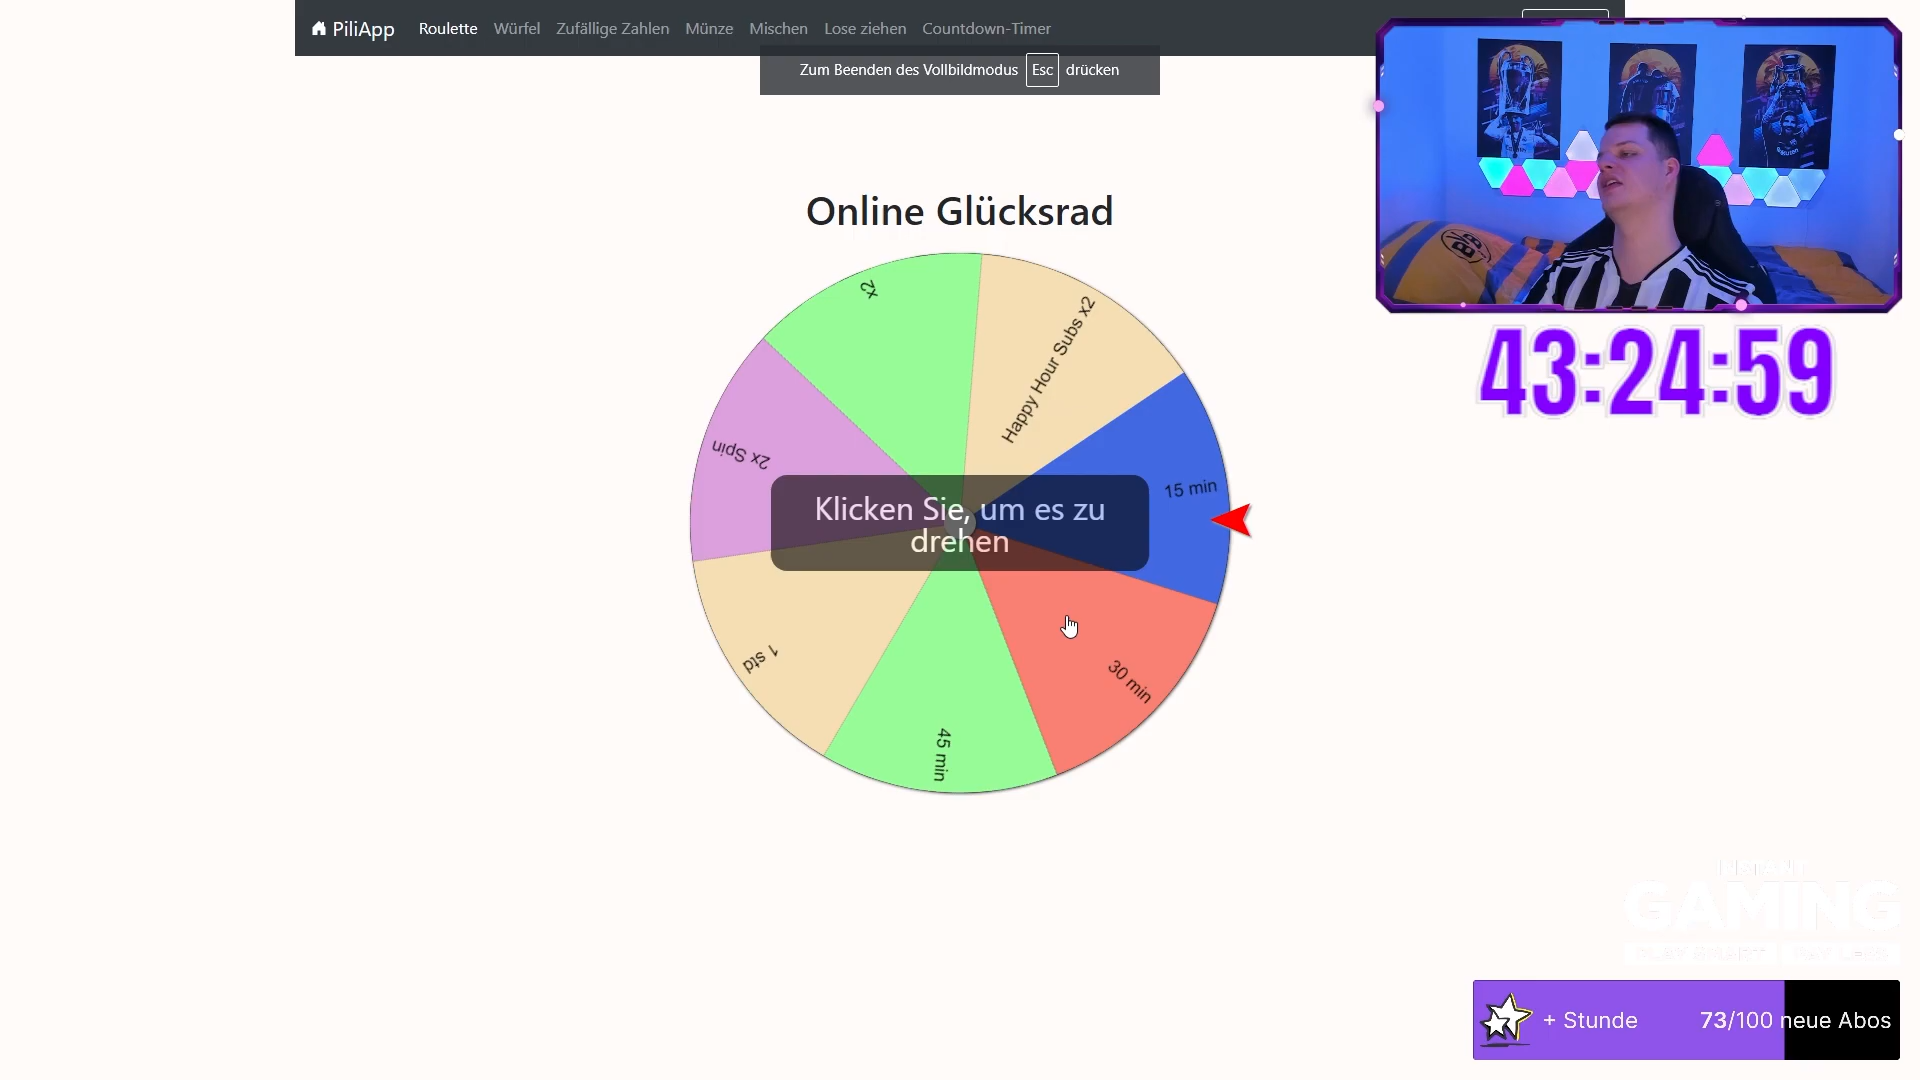 PiliApp Roulette Würfel Zufällige Zahlen Münze Mischen Lose ziehen Countdown-Timer
Zum Beenden des Vollbildmodus Esc drücken
Online Glücksrad
x2
Happy Hour Subs x2
2x Spin
15 min
Klicken Sie, um es zu
drehen
1 std
30 min
45 min
43:24:59
GAMING
+ Stunde 73/100 neue Abos